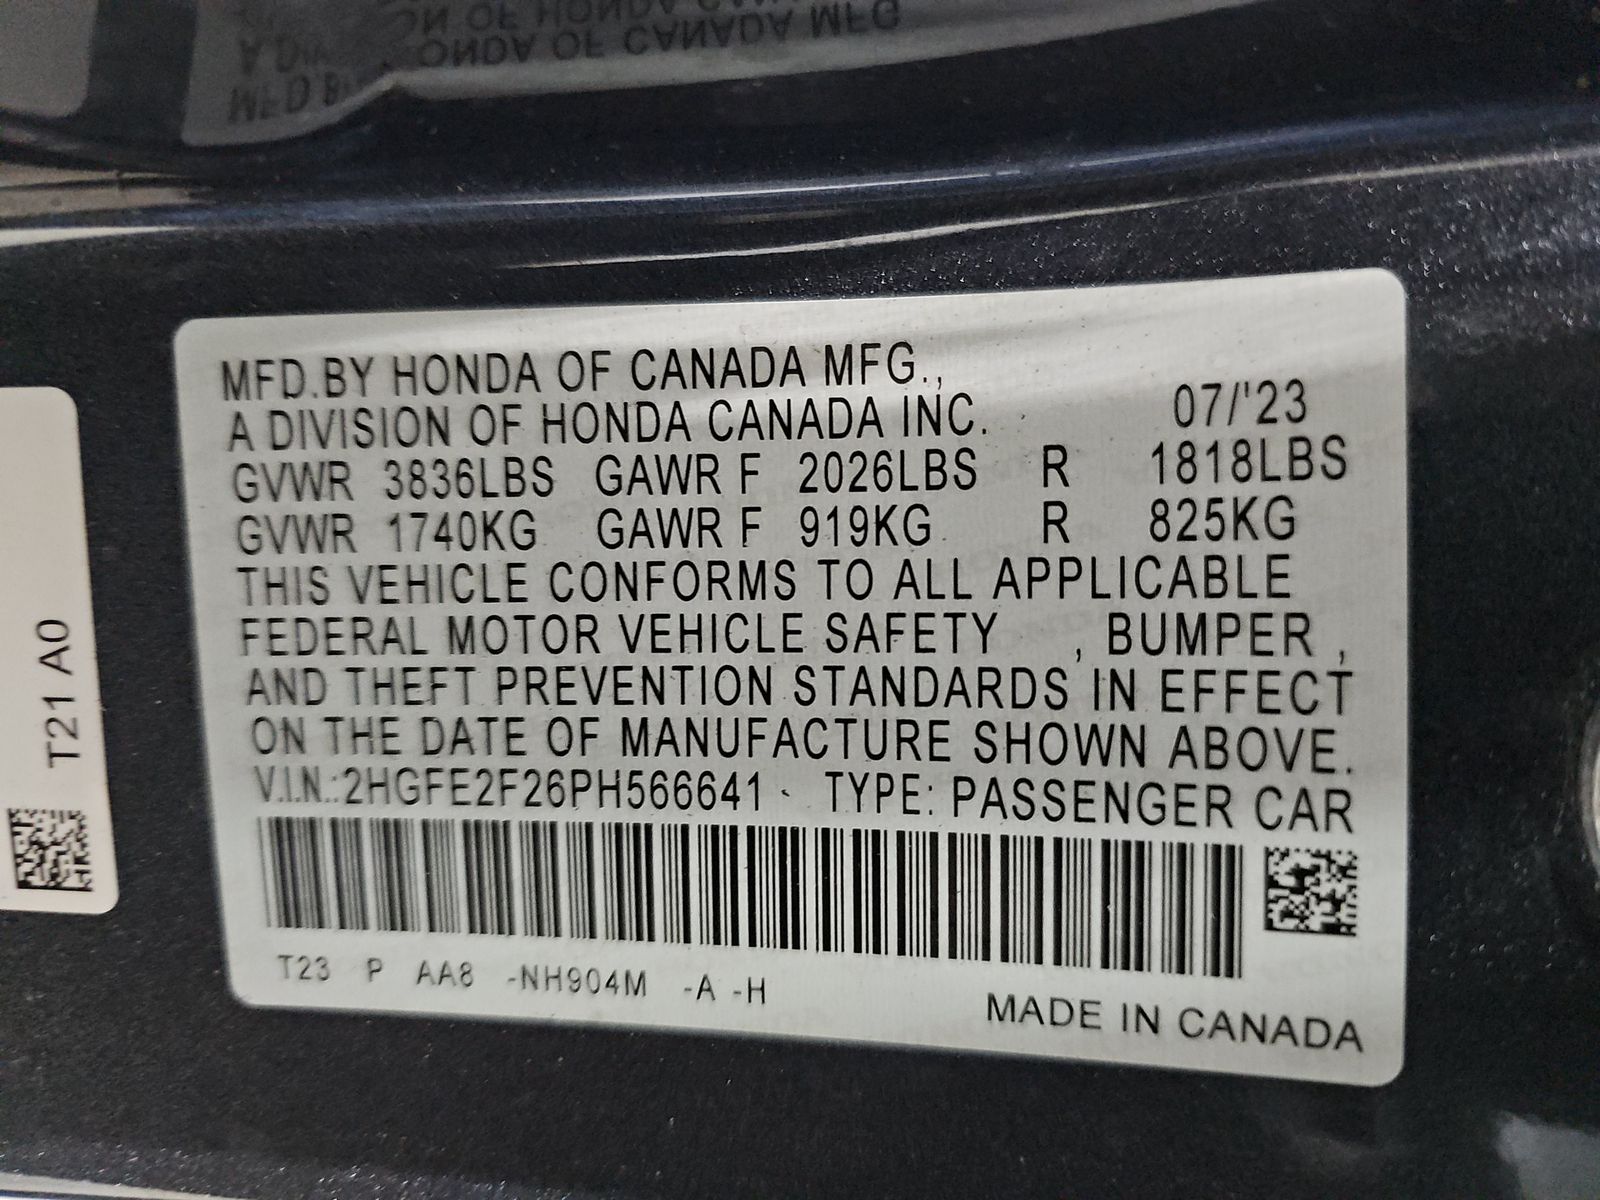 MFD.BY HONDA OF CANADA MFG.,
A DIVISION OF HONDA CANADA INC. 07/'23
GVWR 3836LBS GAWR F 2026LBS R 1818LBS
GVWR 1740KG GAWR F 919KG R 825KG
THIS VEHICLE CONFORMS TO ALL APPLICABLE
FEDERAL MOTOR VEHICLE SAFETY , BUMPER ,
AND THEFT PREVENTION STANDARDS IN EFFECT
ON THE DATE OF MANUFACTURE SHOWN ABOVE.
V.I.N.:2HGFE2F26PH566641 TYPE: PASSENGER CAR
T23 P AA8 -NH904M -A -H
MADE IN CANADA
T21 A0